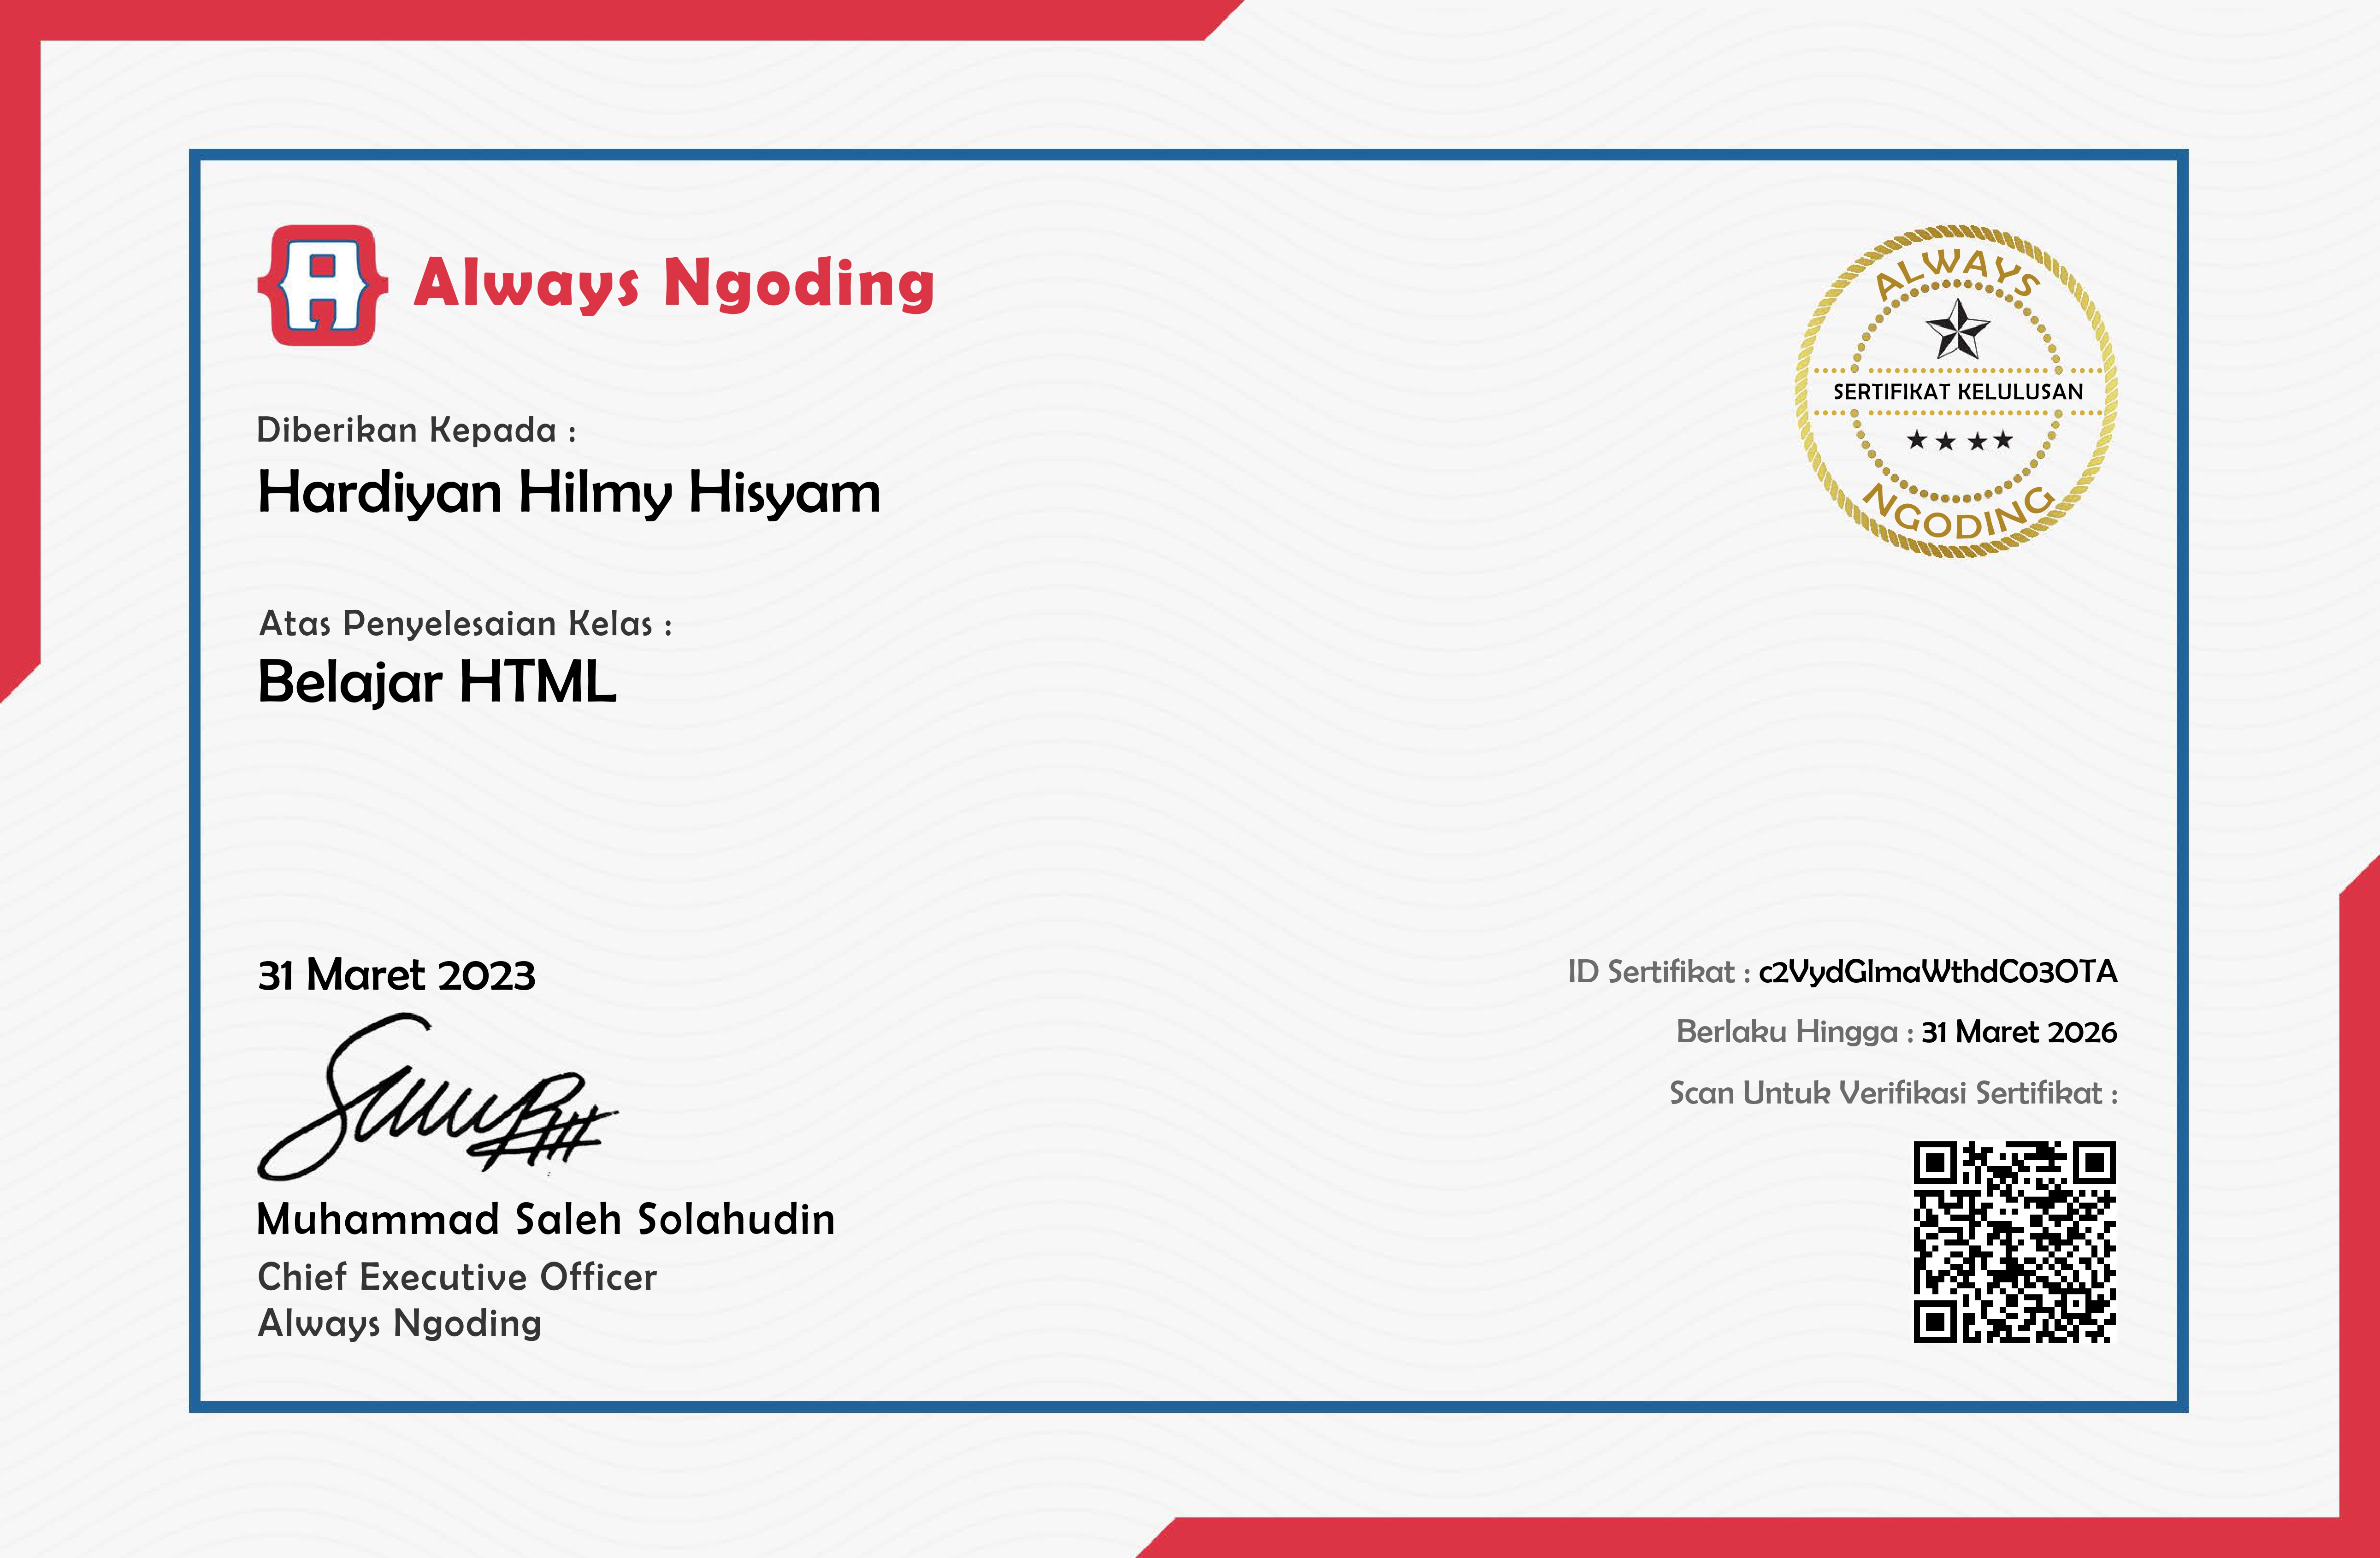 Always Ngoding
ALWAYS
SERTIFIKAT KELULUSAN
NGODING
Diberikan Kepada :
Hardiyan Hilmy Hisyam
Atas Penyelesaian Kelas :
Belajar HTML
31 Maret 2023
Muhammad Saleh Solahudin
Chief Executive Officer
Always Ngoding
ID Sertifikat : c2VydGlmaWthdC03OTA
Berlaku Hingga : 31 Maret 2026
Scan Untuk Verifikasi Sertifikat :